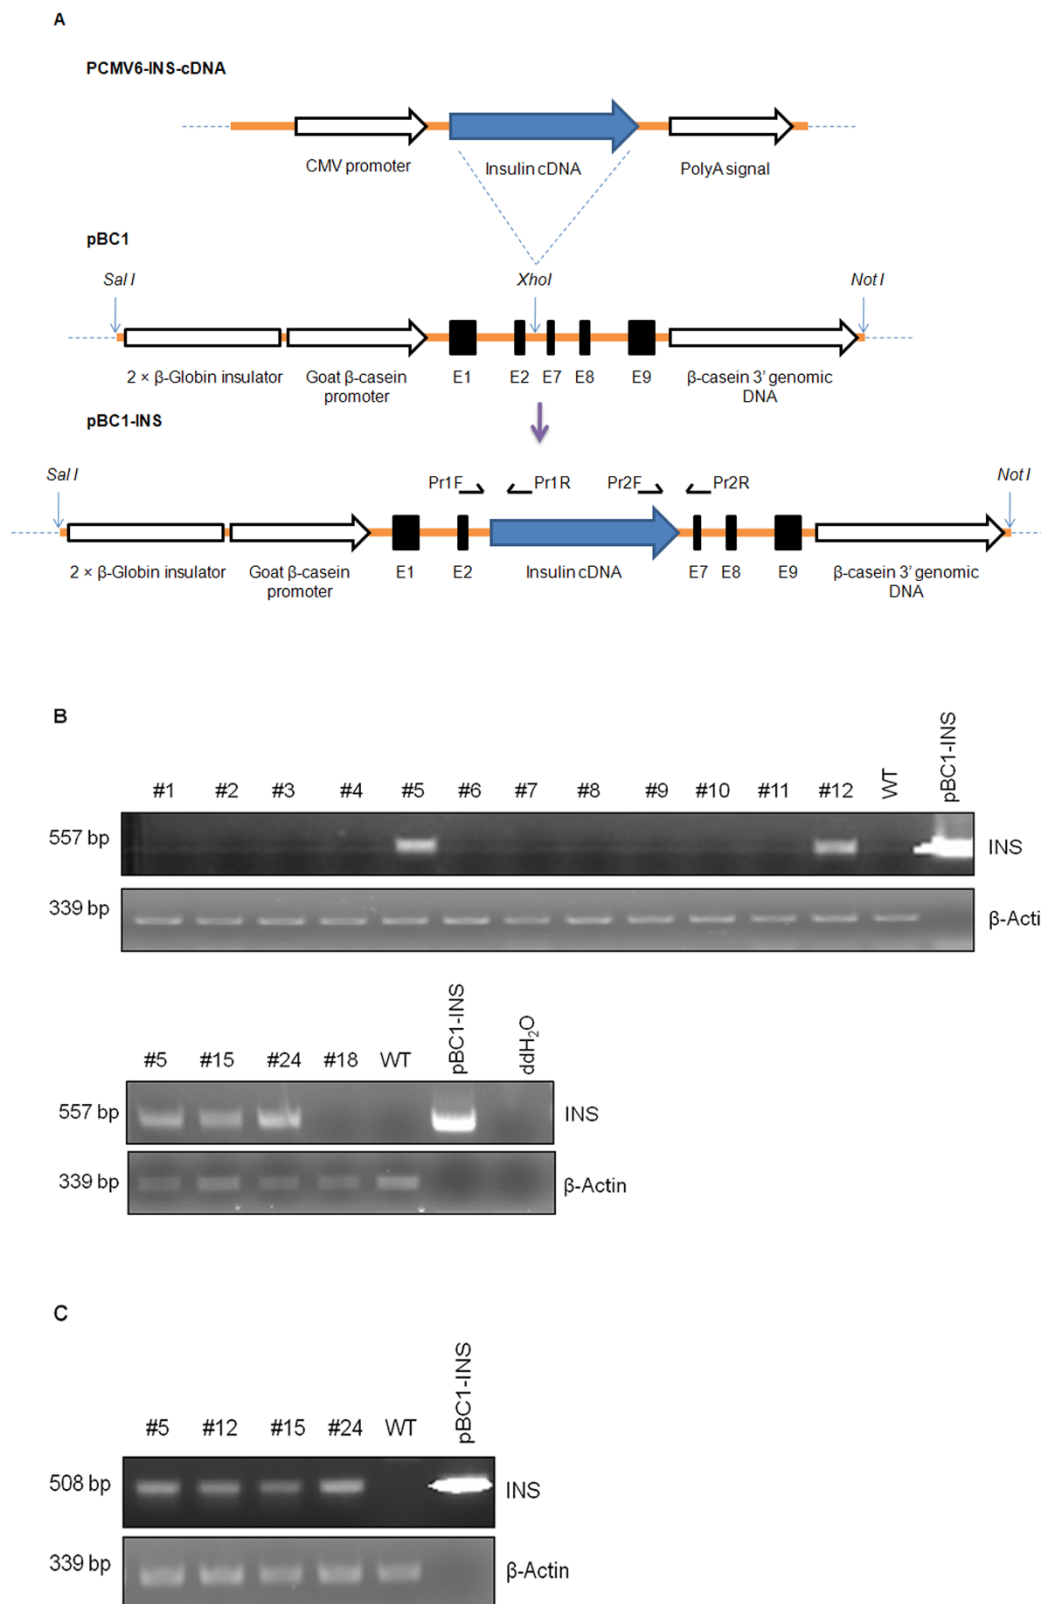 A
PCMV6-INS-cDNA
CMV promoter
Insulin cDNA
PolyA signal
pBC1
Sal I
XhoI
Not I
2 × β-Globin insulator
Goat β-casein
promoter
E1
E2
E7
E8
E9
β-casein 3' genomic
DNA
pBC1-INS
Sal I
Pr1F
Pr1R
Pr2F
Pr2R
Not I
2 × β-Globin insulator
Goat β-casein
promoter
E1
E2
Insulin cDNA
E7
E8
E9
β-casein 3' genomic
DNA
B
#1 #2 #3 #4 #5 #6 #7 #8 #9 #10 #11 #12 WT pBC1-INS
557 bp
INS
339 bp
β-Acti
#5 #15 #24 #18 WT pBC1-INS ddH₂O
557 bp
INS
339 bp
β-Actin
C
#5 #12 #15 #24 WT pBC1-INS
508 bp
INS
339 bp
β-Actin